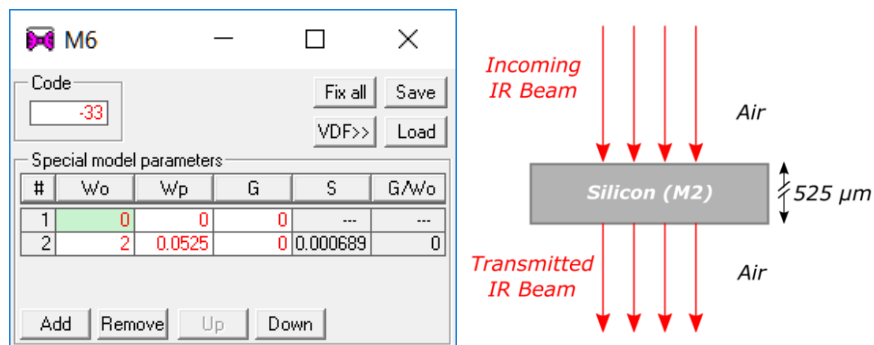 M6
Code
-33
Fix all Save
VDF>> Load
Special model parameters
# Wo Wp G S G/Wo
1 0 0 0 --- ---
2 2 0.0525 0 0.000689 0
Add Remove Up Down
Incoming
IR Beam
Air
Silicon (M2)
525 µm
Transmitted
IR Beam
Air